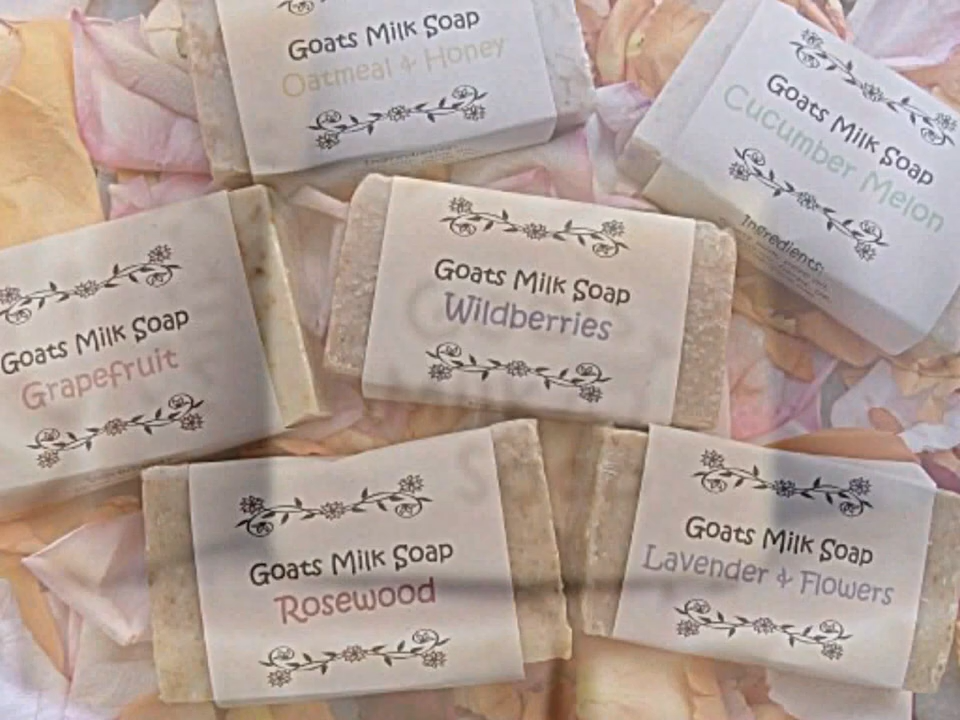 Goats Milk Soap
Oatmeal & Honey
Ingredients:
Goats Milk Soap
Cucumber Melon
Ingredients:
Goats Milk Soap
Grapefruit
Goats Milk Soap
Wildberries
Goats Milk Soap
Rosewood
Goats Milk Soap
Lavender & Flowers